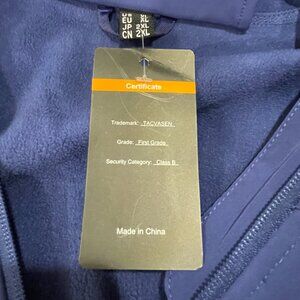 EU XL
JP 2XL
CN 2XL
Certificate
Trademark: TACVASEN
Grade: First Grade
Security Category: Class B
Made in China